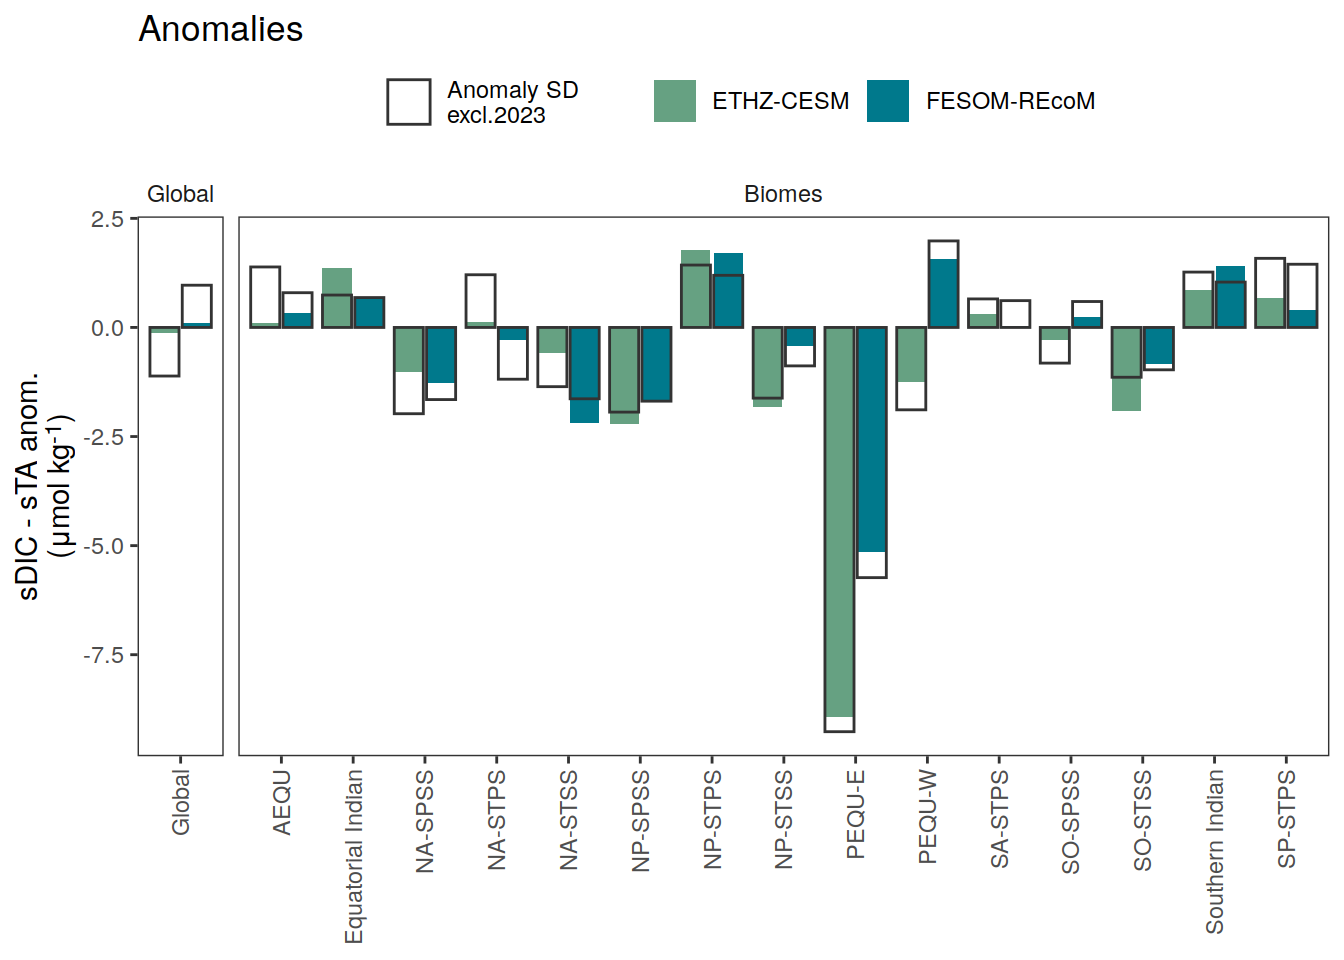 Anomalies
Anomaly SD
excl.2023
ETHZ-CESM
FESOM-REcoM
Global
Biomes
sDIC - sTA anom.
(μmol kg⁻¹)
2.5
0.0
-2.5
-5.0
-7.5
Global
AEQU
Equatorial Indian
NA-SPSS
NA-STPS
NA-STSS
NP-SPSS
NP-STPS
NP-STSS
PEQU-E
PEQU-W
SA-STPS
SO-SPSS
SO-STSS
Southern Indian
SP-STPS